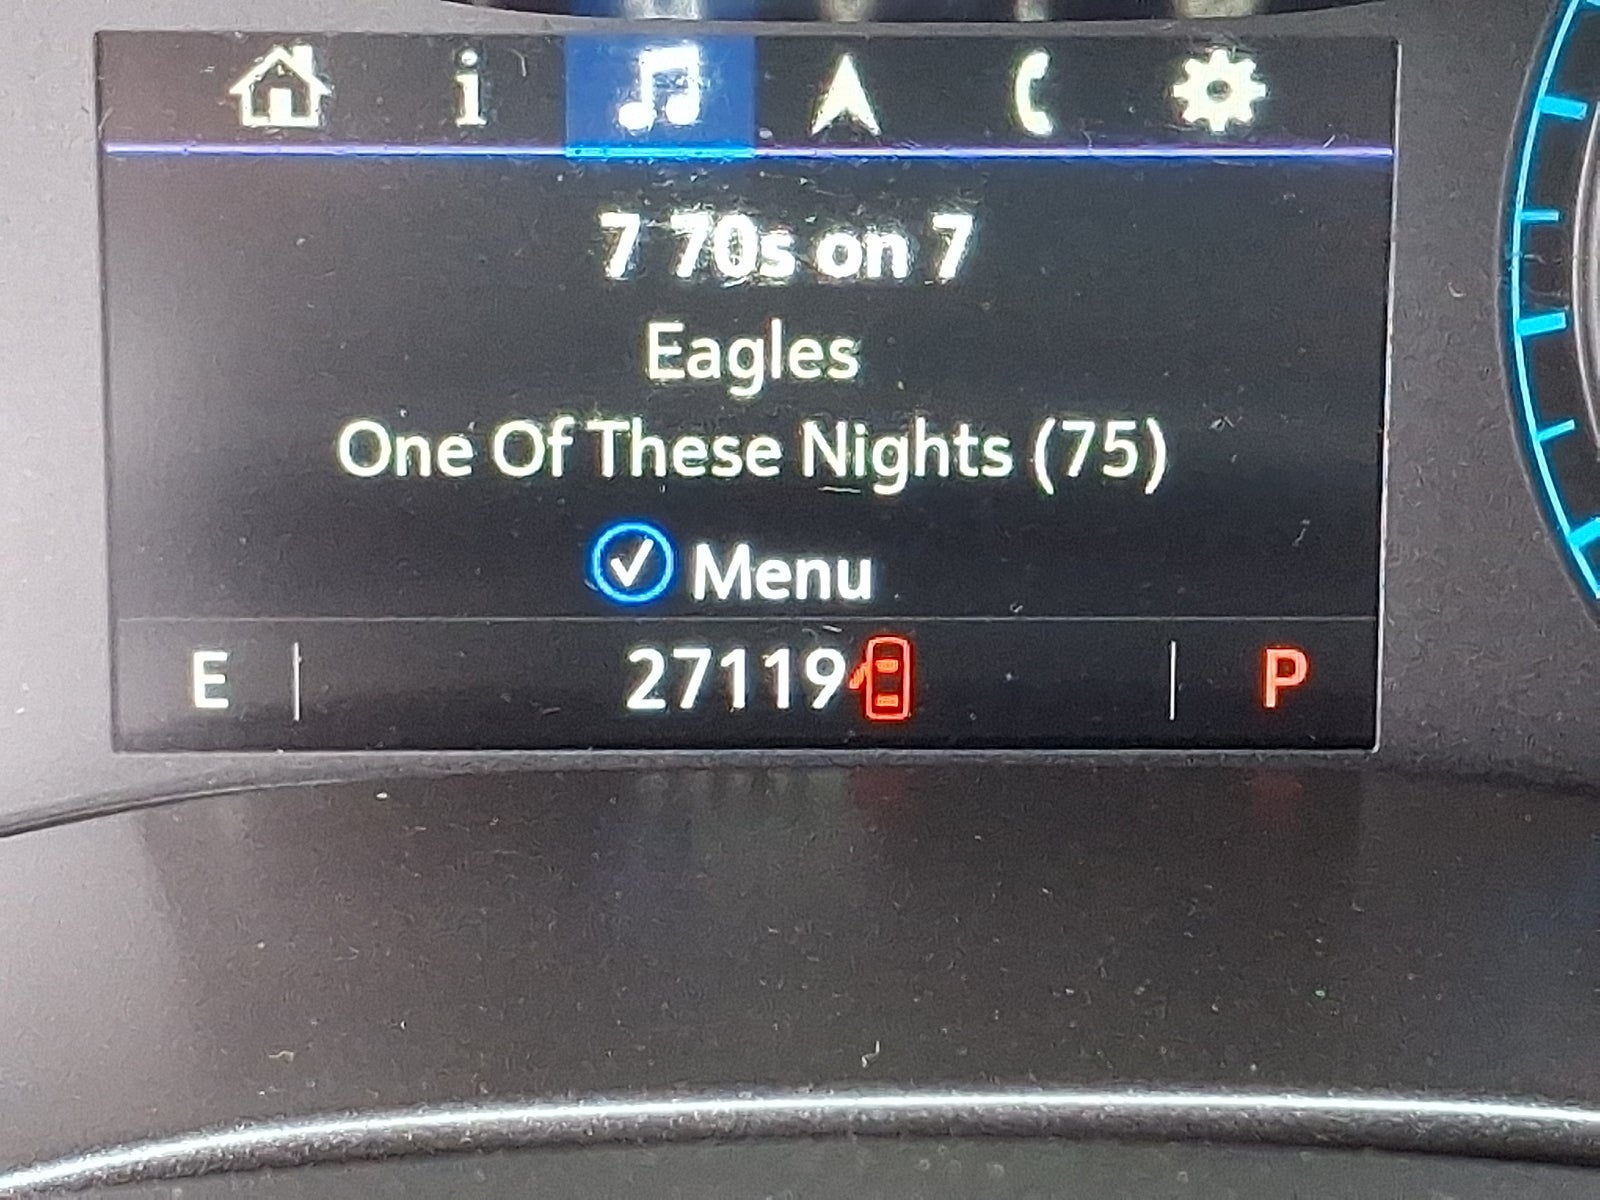 i
7 70s on 7
Eagles
One Of These Nights (75)
Menu
E 27119 P